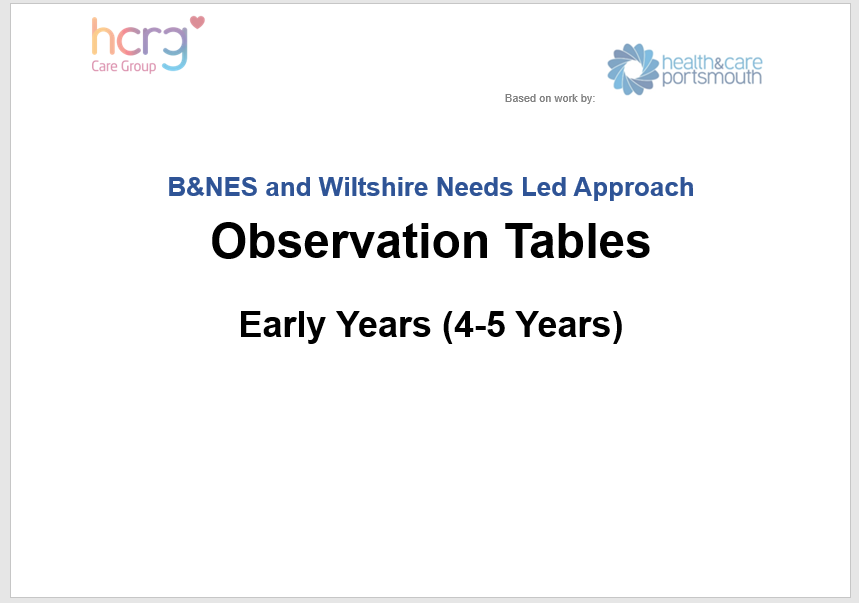 hcrg
Care Group
health&care
portsmouth
Based on work by:
B&NES and Wiltshire Needs Led Approach
Observation Tables
Early Years (4-5 Years)